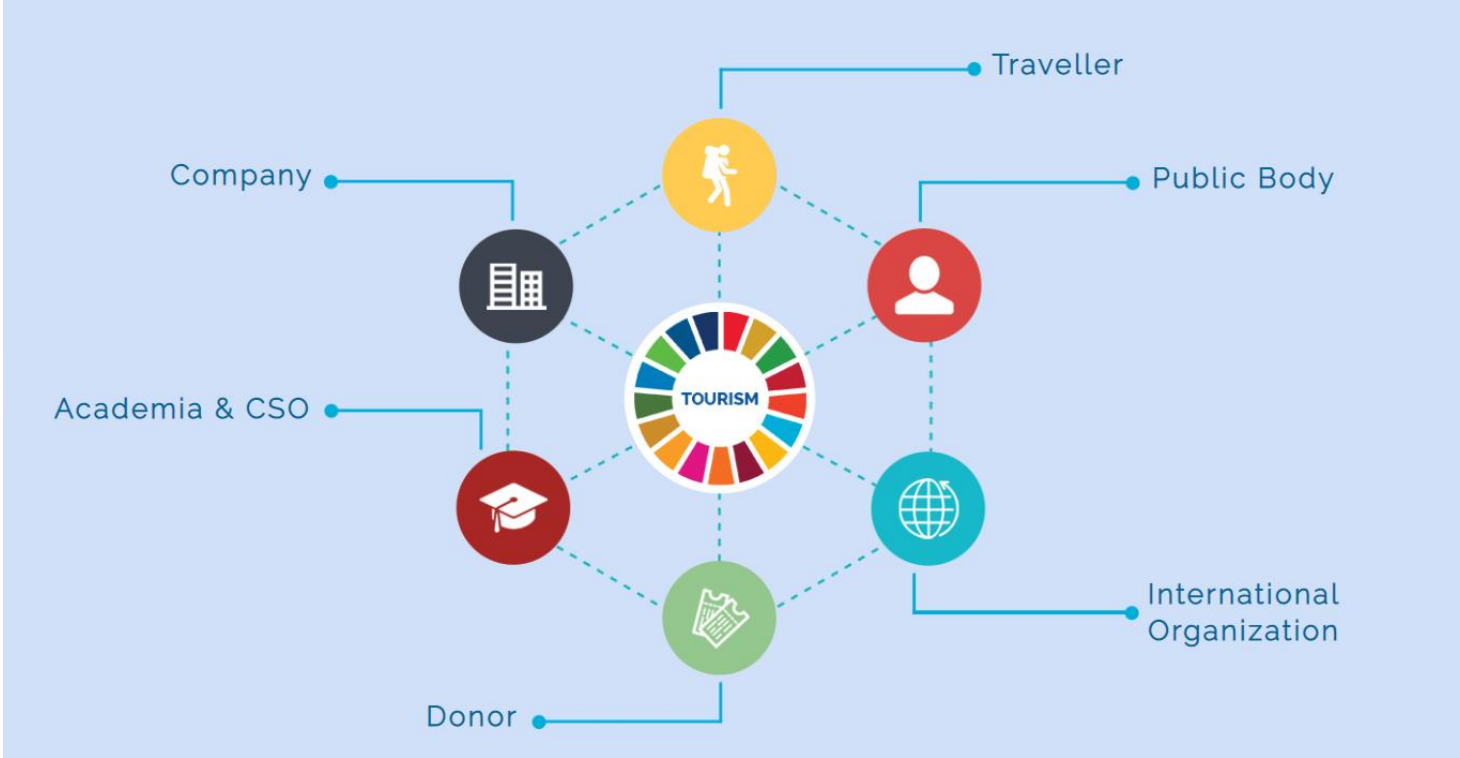 Traveller
Company
Public Body
TOURISM
Academia & CSO
International
Organization
Donor